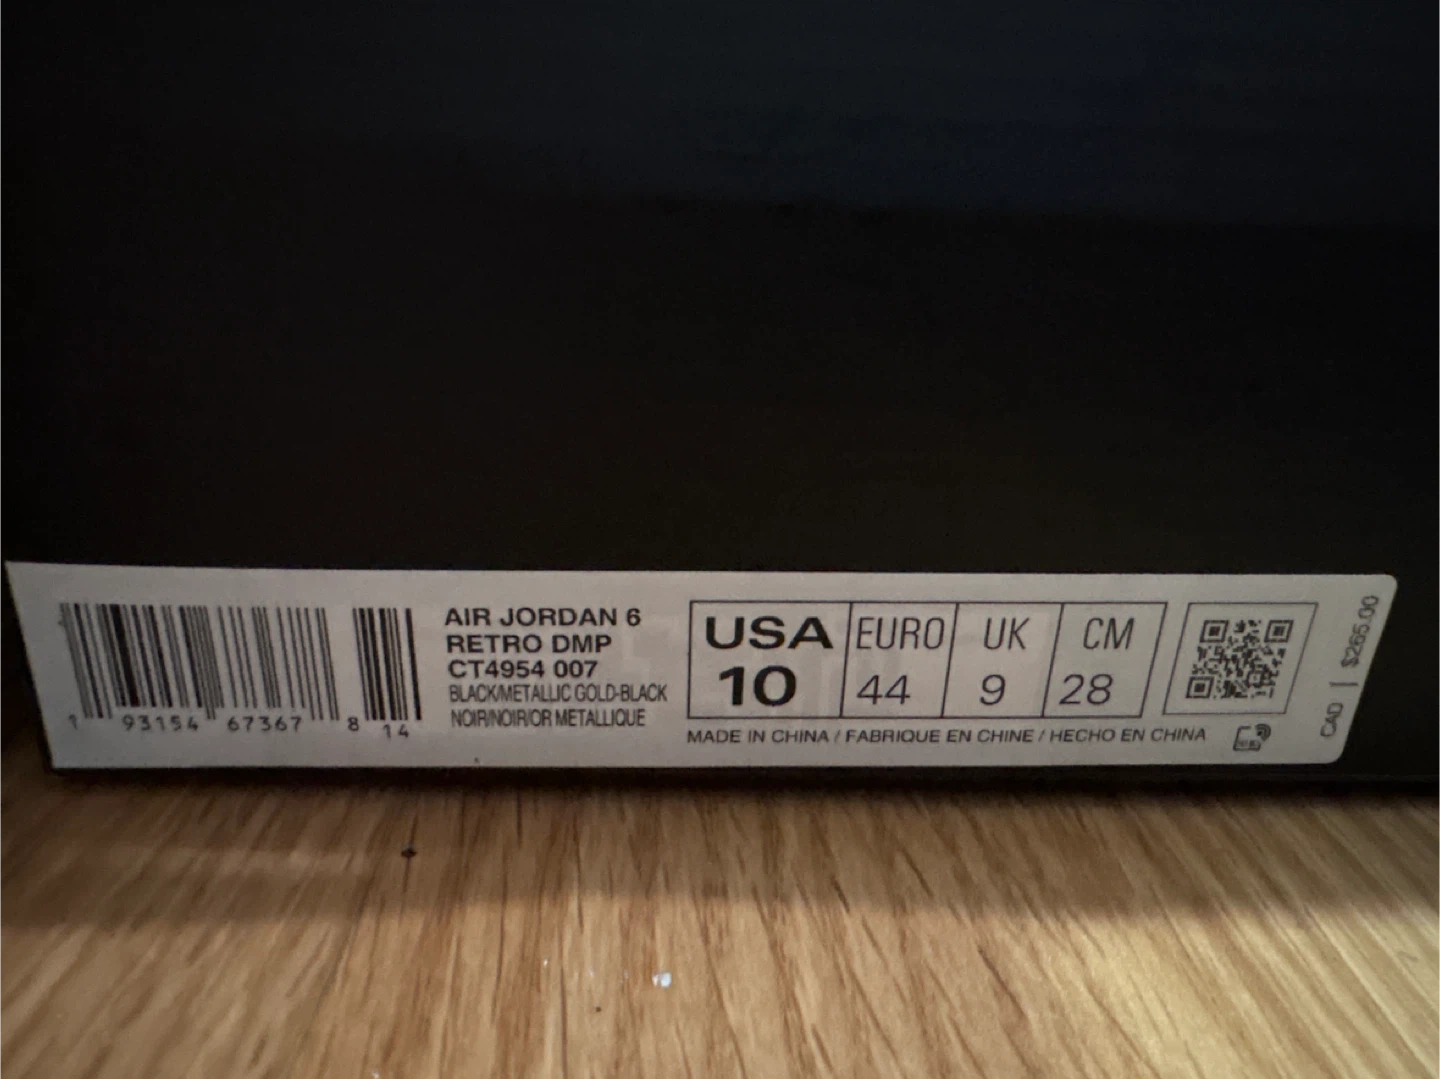 AIR JORDAN 6
RETRO DMP
CT4954 007
BLACK/METALLIC GOLD-BLACK
NOIR/NOIR/OR METALLIQUE
1 93154 67367 8 14
USA EURO UK CM
10 44 9 28
MADE IN CHINA / FABRIQUE EN CHINE / HECHO EN CHINA
CAD | $265.00